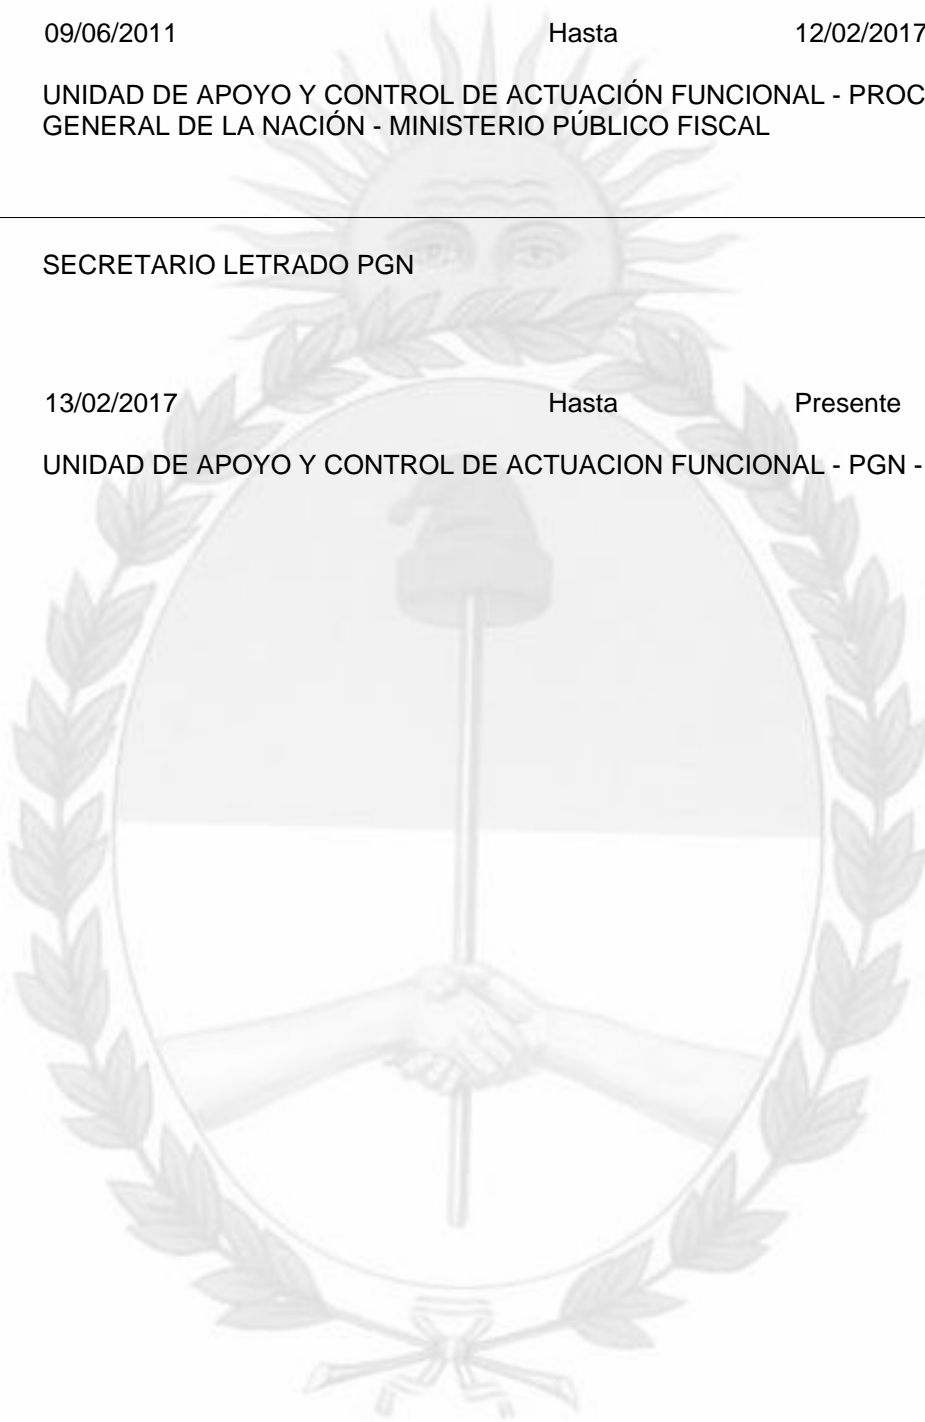 09/06/2011 Hasta 12/02/2017
UNIDAD DE APOYO Y CONTROL DE ACTUACIÓN FUNCIONAL - PROC
GENERAL DE LA NACIÓN - MINISTERIO PÚBLICO FISCAL
SECRETARIO LETRADO PGN
13/02/2017 Hasta Presente
UNIDAD DE APOYO Y CONTROL DE ACTUACION FUNCIONAL - PGN -